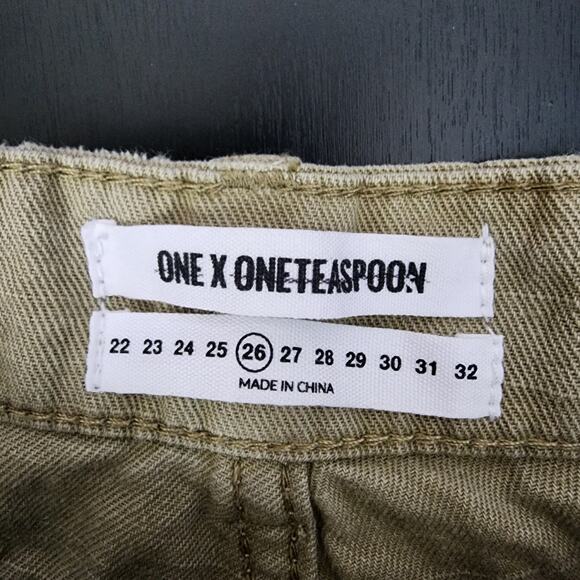 ONE X ONETEASPOON
22 23 24 25 26 27 28 29 30 31 32
MADE IN CHINA